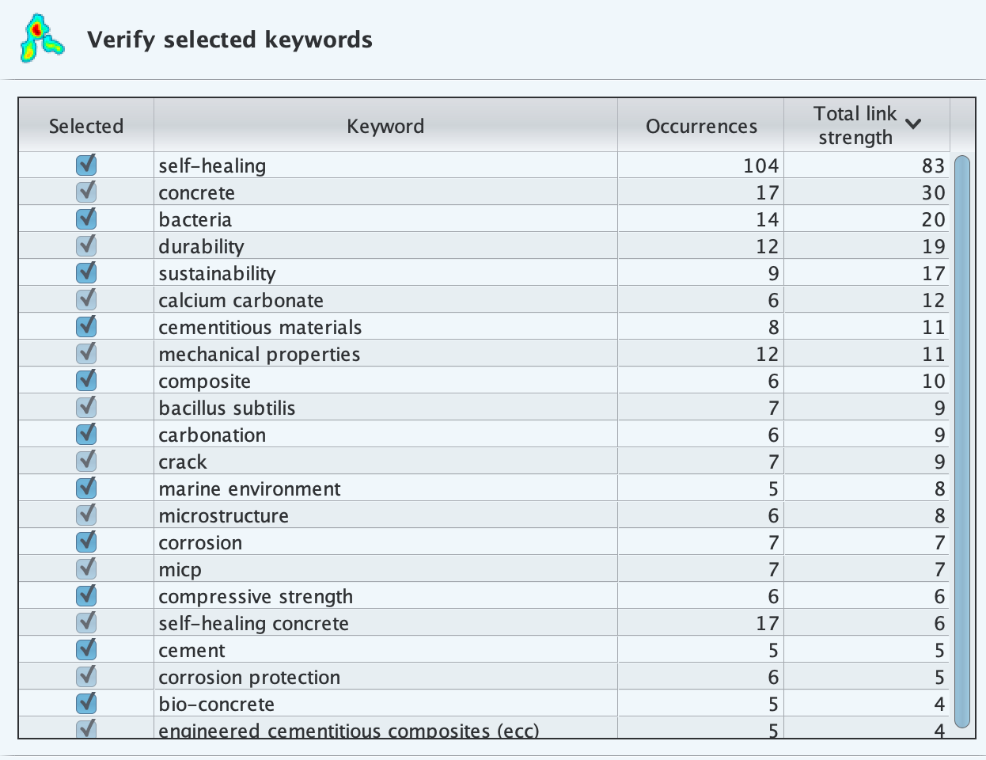 Verify selected keywords
Selected Keyword Occurrences Total link strength
self-healing 104 83
concrete 17 30
bacteria 14 20
durability 12 19
sustainability 9 17
calcium carbonate 6 12
cementitious materials 8 11
mechanical properties 12 11
composite 6 10
bacillus subtilis 7 9
carbonation 6 9
crack 7 9
marine environment 5 8
microstructure 6 8
corrosion 7 7
micp 7 7
compressive strength 6 6
self-healing concrete 17 6
cement 5 5
corrosion protection 6 5
bio-concrete 5 4
engineered cementitious composites (ecc) 5 4